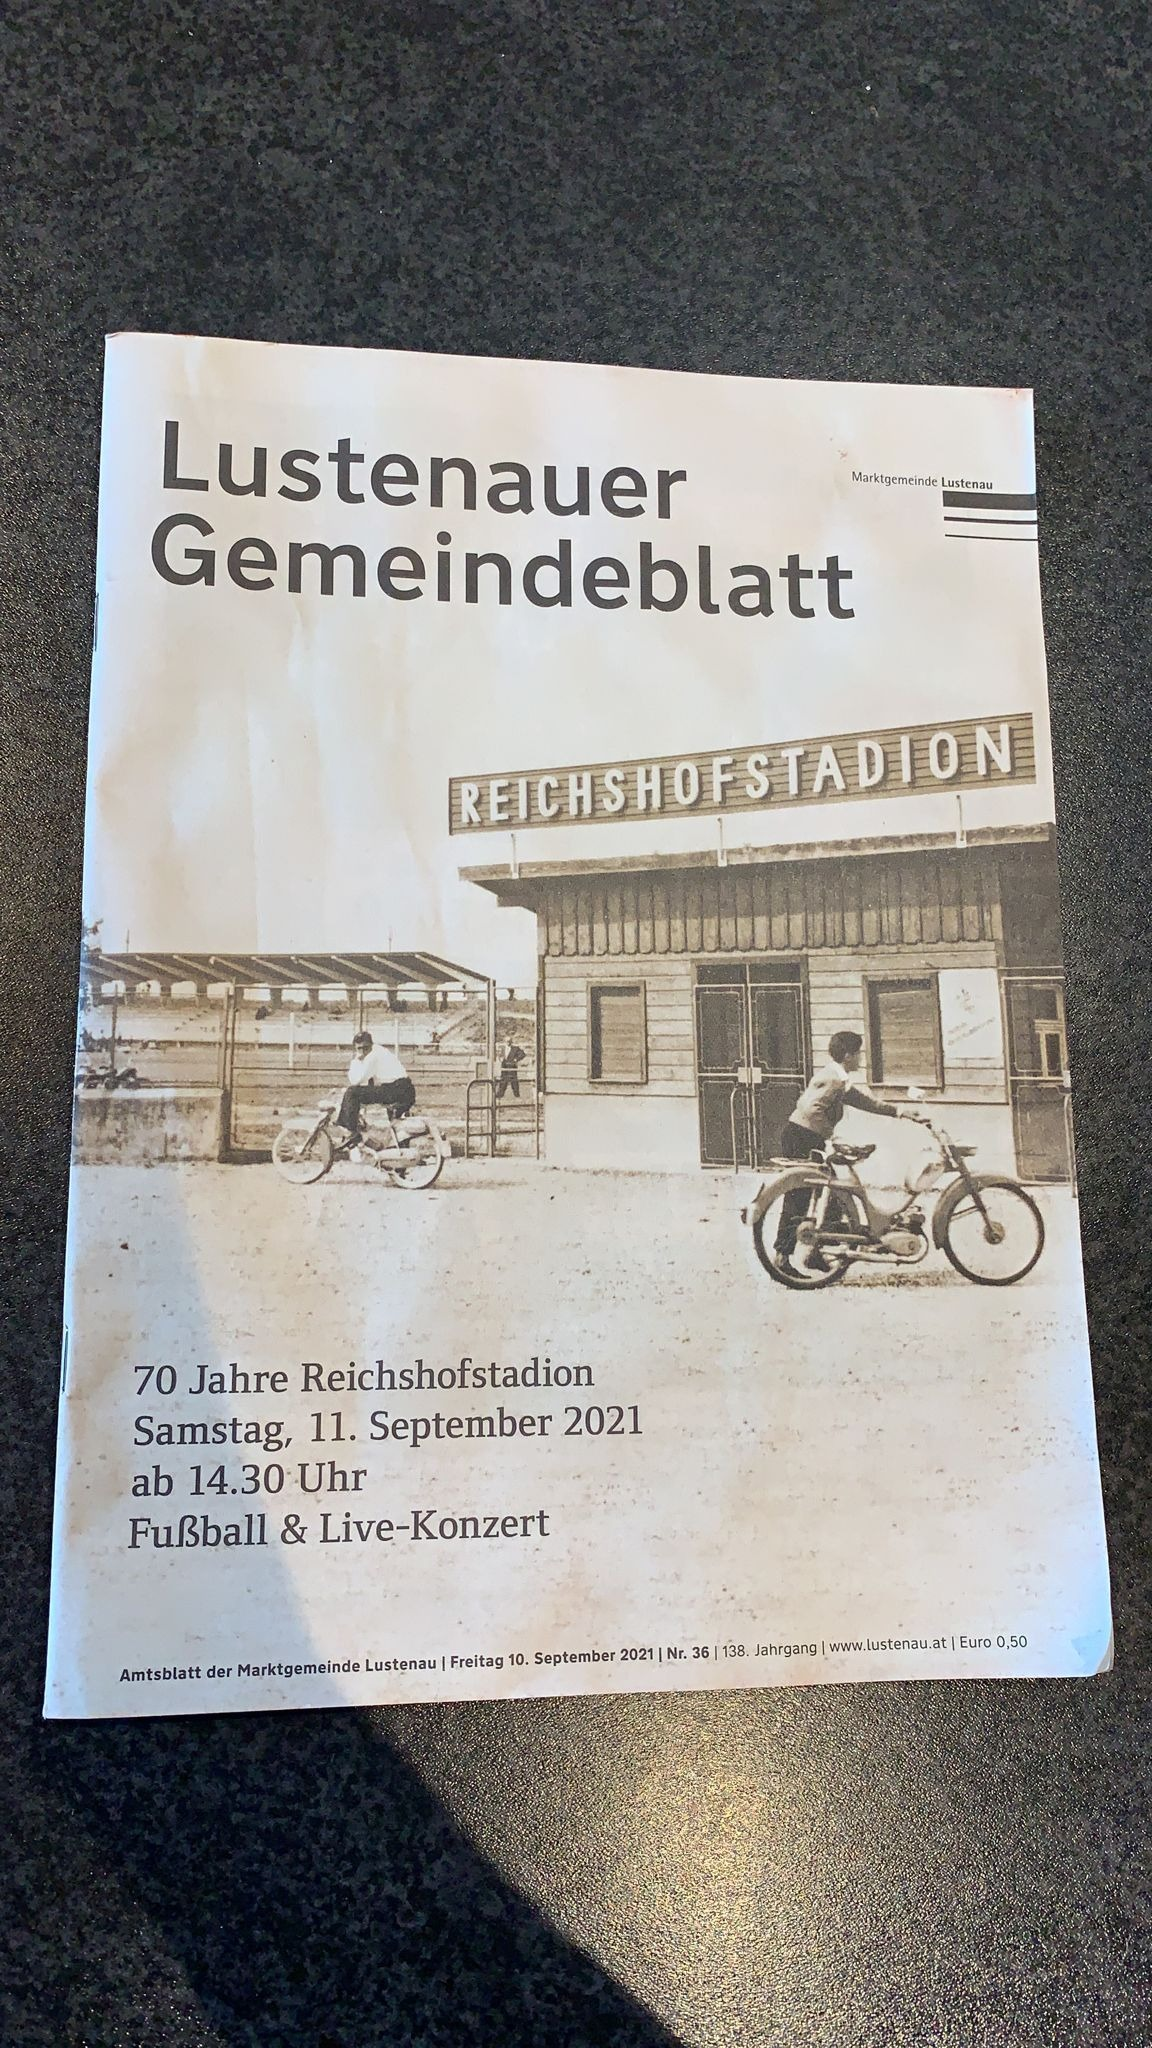 Lustenauer
Gemeindeblatt
Marktgemeinde Lustenau
REICHSHOFSTADION
70 Jahre Reichshofstadion
Samstag, 11. September 2021
ab 14.30 Uhr
Fußball & Live-Konzert
Amtsblatt der Marktgemeinde Lustenau | Freitag 10. September 2021 | Nr. 36 | 138. Jahrgang | www.lustenau.at | Euro 0,50